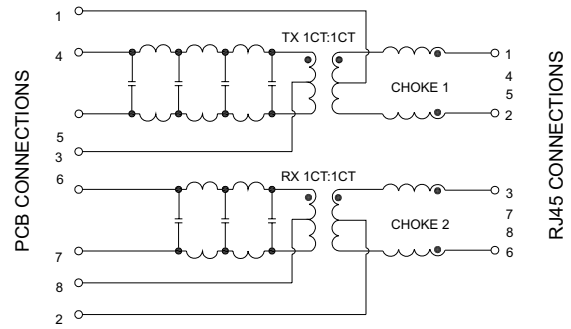 PCB CONNECTIONS
1
4
5
3
6
7
8
2
TX 1CT:1CT
CHOKE 1
RX 1CT:1CT
CHOKE 2
1
4
5
2
3
7
8
6
RJ45 CONNECTIONS